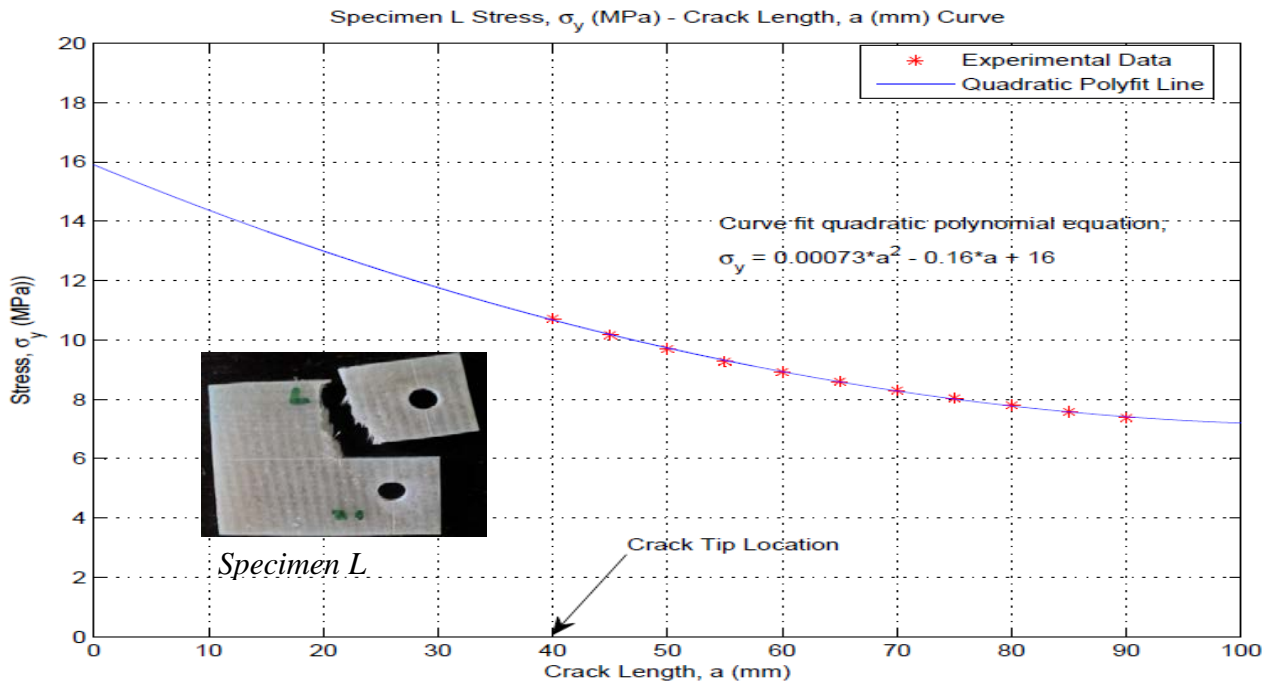 Specimen L Stress, σy (MPa) - Crack Length, a (mm) Curve
Experimental Data
Quadratic Polyfit Line
Curve fit quadratic polynomial equation,
σy = 0.00073*a² - 0.16*a + 16
Stress, σy (MPa))
20
18
16
14
12
10
8
6
4
2
0
L
Specimen L
Crack Tip Location
0 10 20 30 40 50 60 70 80 90 100
Crack Length, a (mm)